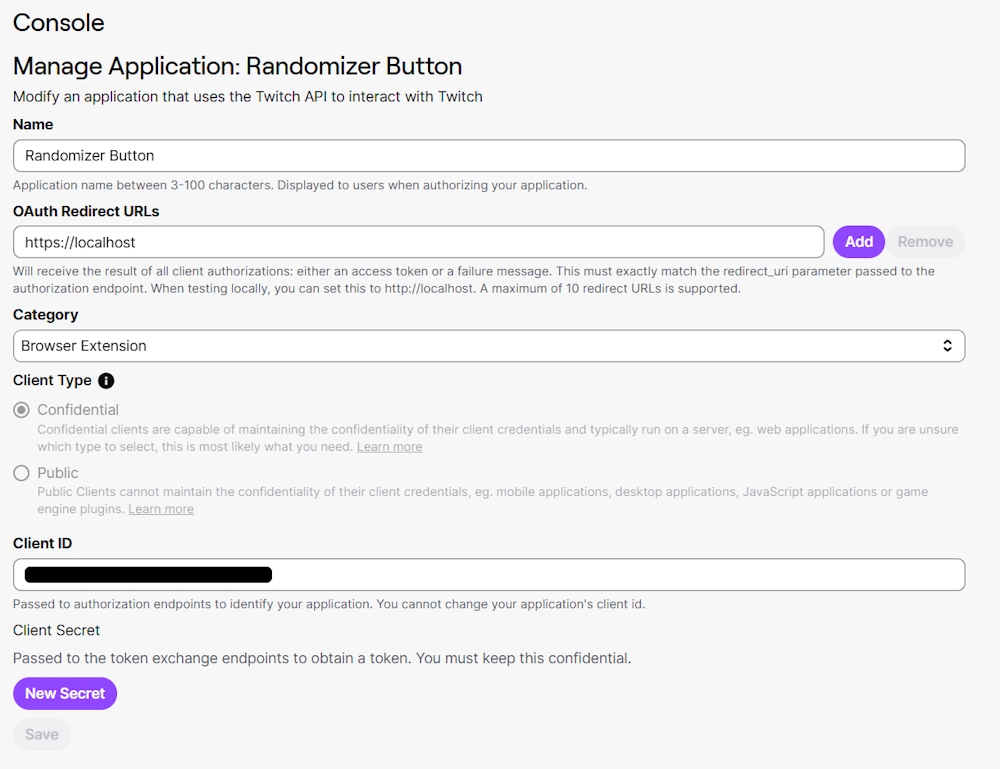 Console
Manage Application: Randomizer Button
Modify an application that uses the Twitch API to interact with Twitch
Name
Randomizer Button
Application name between 3-100 characters. Displayed to users when authorizing your application.
OAuth Redirect URLs
https://localhost
Add
Remove
Will receive the result of all client authorizations: either an access token or a failure message. This must exactly match the redirect_uri parameter passed to the
authorization endpoint. When testing locally, you can set this to http://localhost. A maximum of 10 redirect URLs is supported.
Category
Browser Extension
Client Type
Confidential
Confidential clients are capable of maintaining the confidentiality of their client credentials and typically run on a server, eg. web applications. If you are unsure
which type to select, this is most likely what you need. Learn more
Public
Public Clients cannot maintain the confidentiality of their client credentials, eg. mobile applications, desktop applications, JavaScript applications or game
engine plugins. Learn more
Client ID
Passed to authorization endpoints to identify your application. You cannot change your application's client id.
Client Secret
Passed to the token exchange endpoints to obtain a token. You must keep this confidential.
New Secret
Save